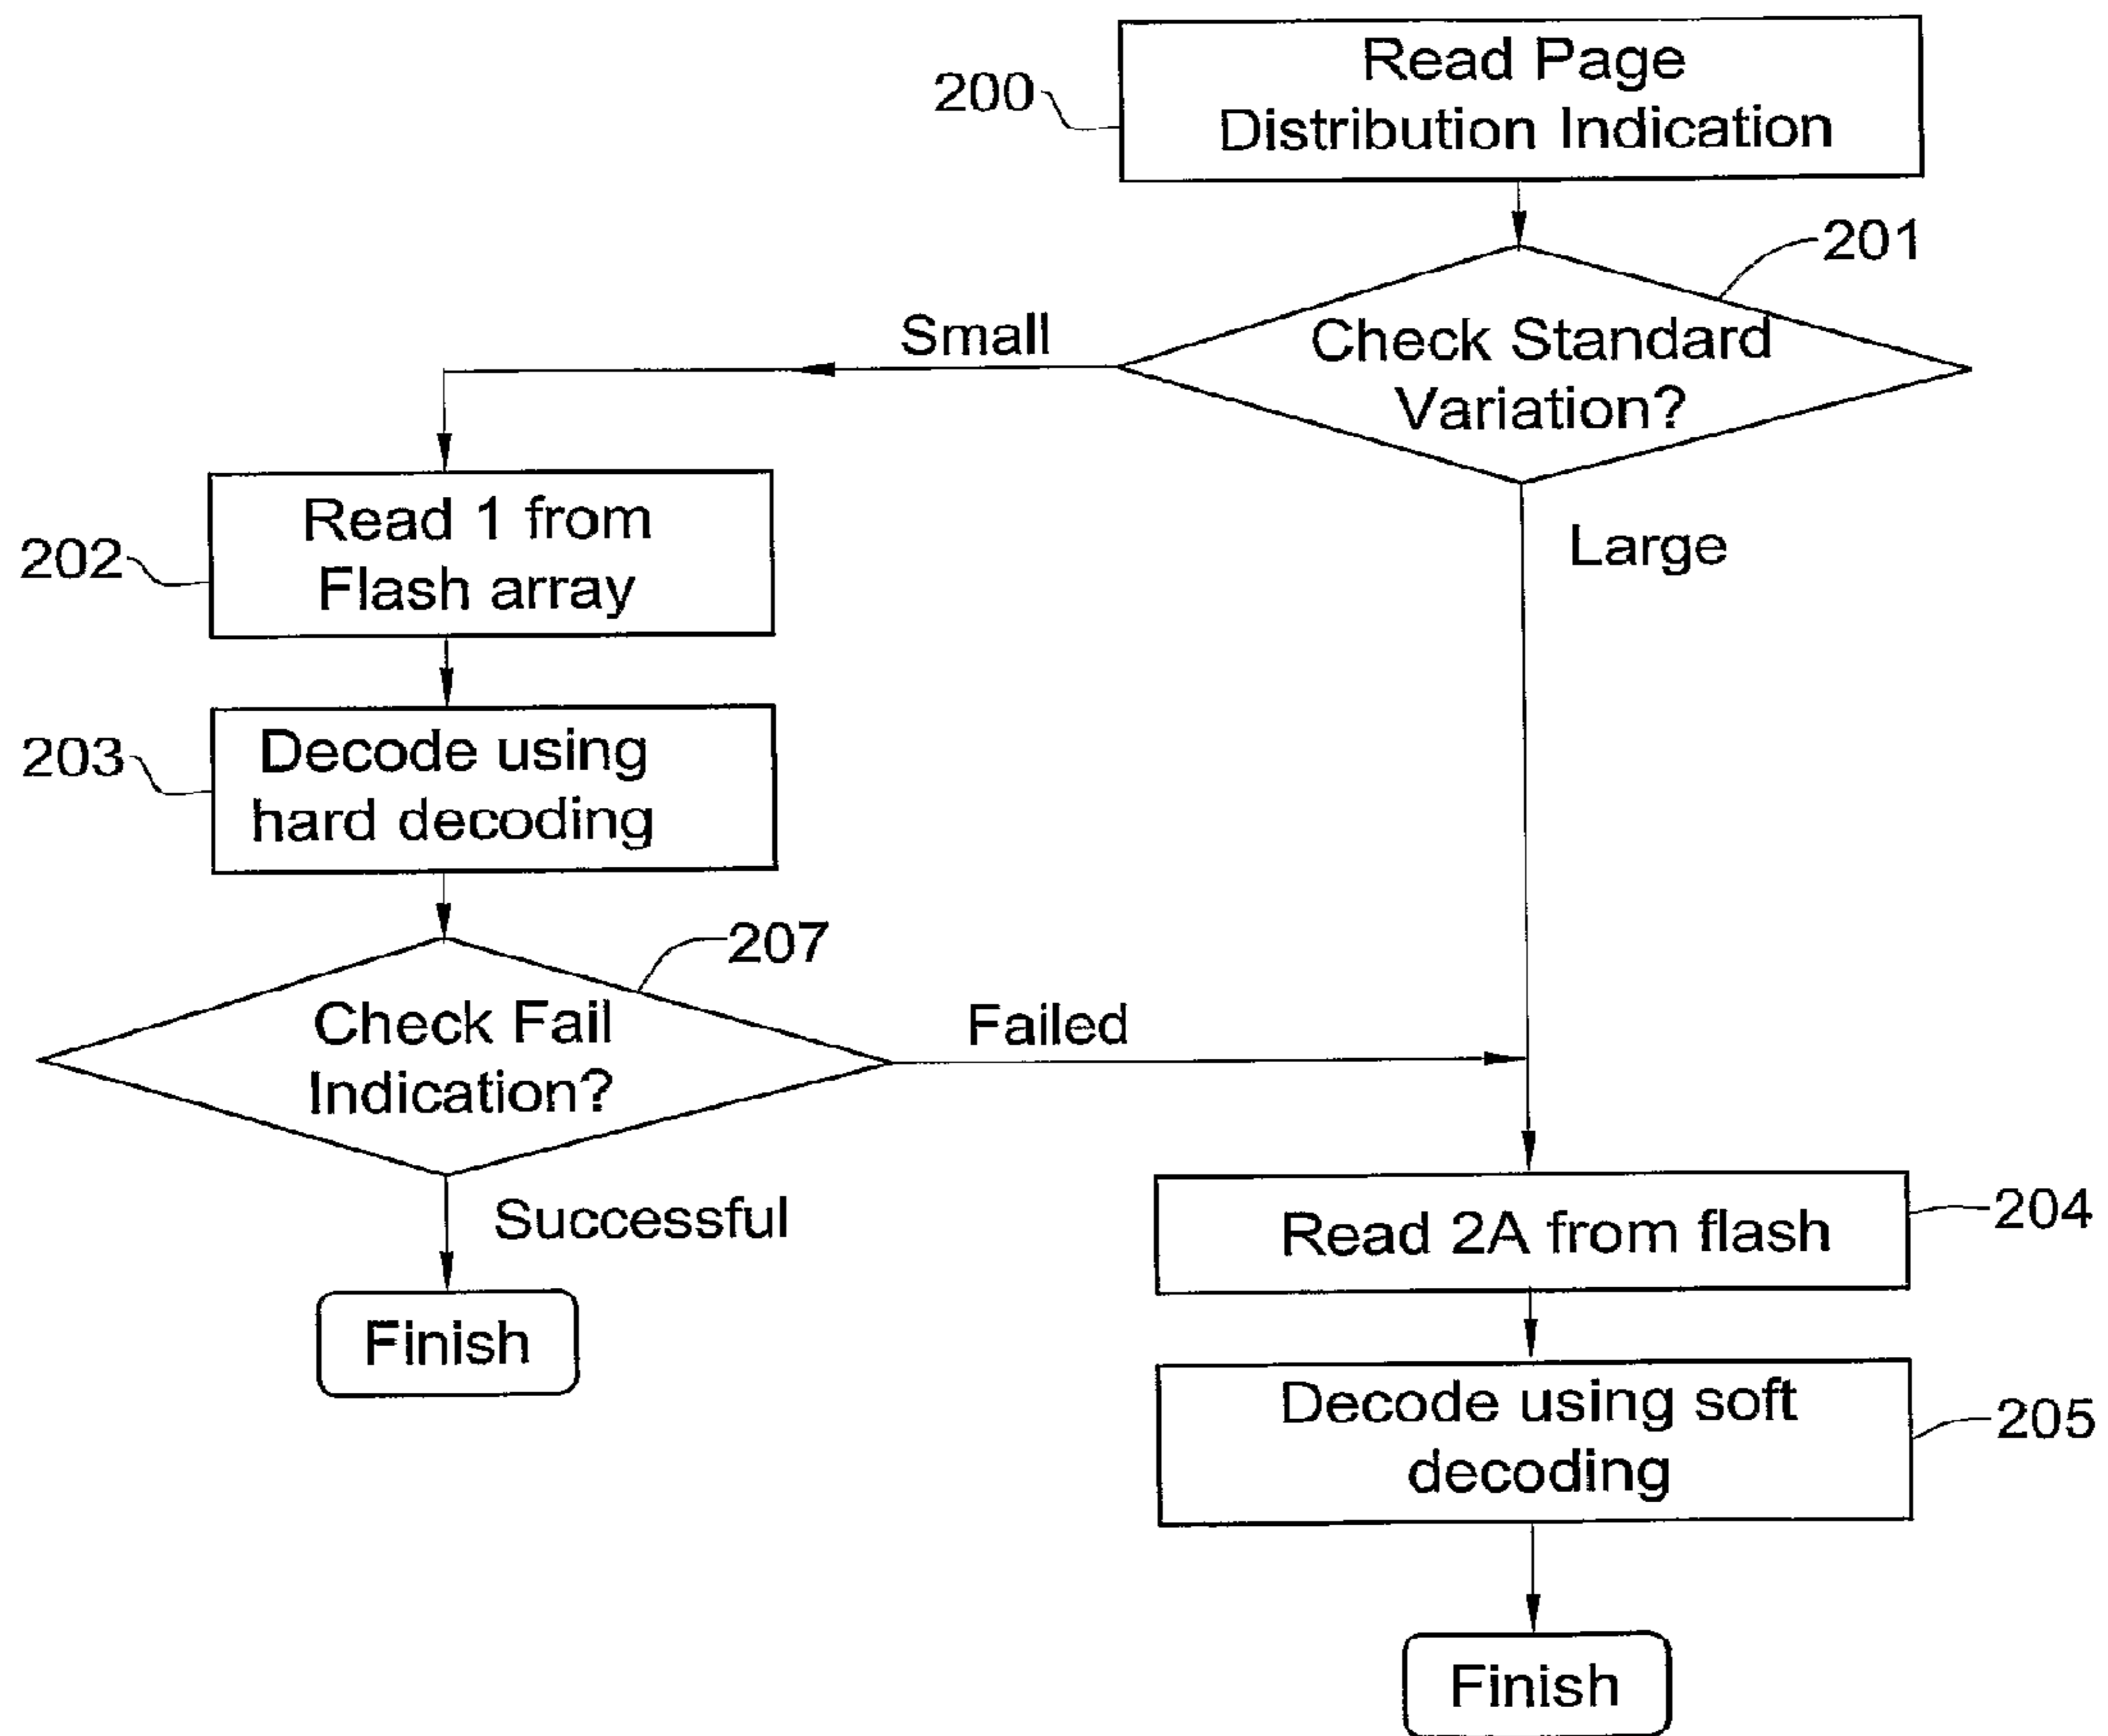 Read Page
Distribution Indication
200
201
Check Standard
Variation?
Small
Large
Read 1 from
Flash array
202
Decode using
hard decoding
203
207
Check Fail
Indication?
Failed
Successful
Finish
Read 2A from flash
204
Decode using soft
decoding
205
Finish